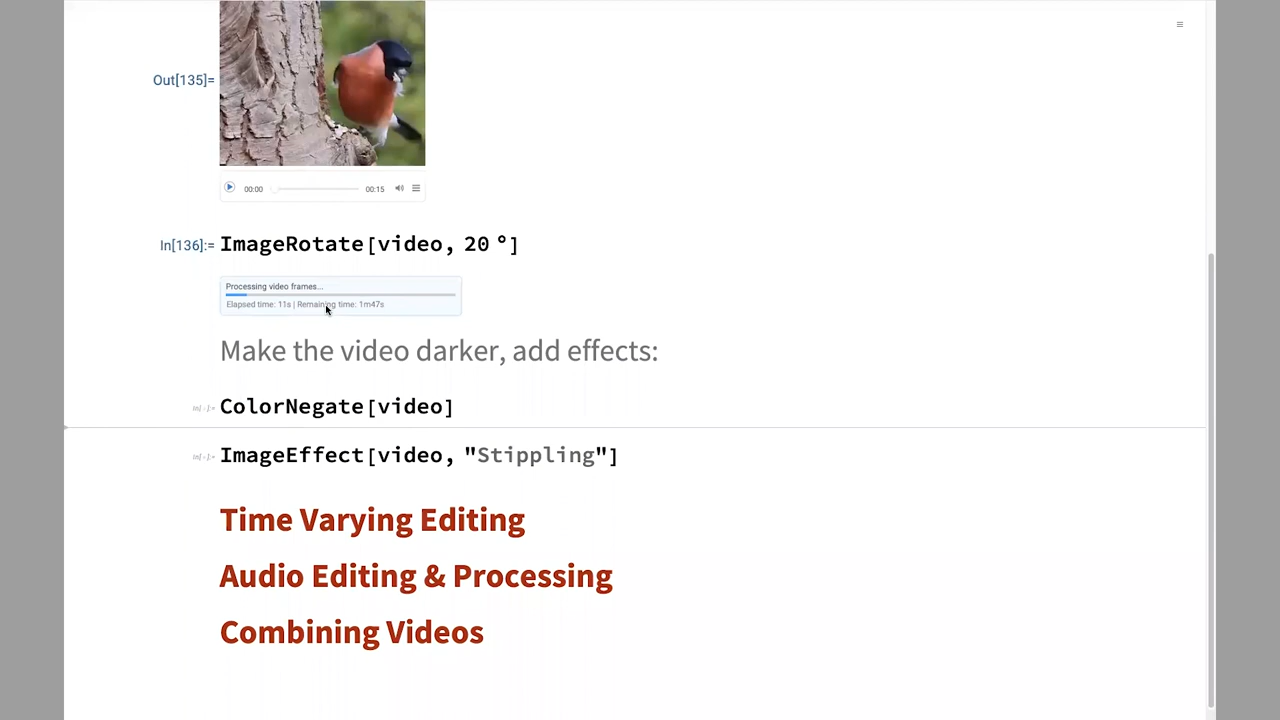 Out[135]=
00:00 00:15
In[136]:= ImageRotate[video, 20 °]
Processing video frames...
Elapsed time: 11s | Remaining time: 1m47s
Make the video darker, add effects:
In[-]:= ColorNegate[video]
In[-]:= ImageEffect[video, "Stippling"]
Time Varying Editing
Audio Editing & Processing
Combining Videos